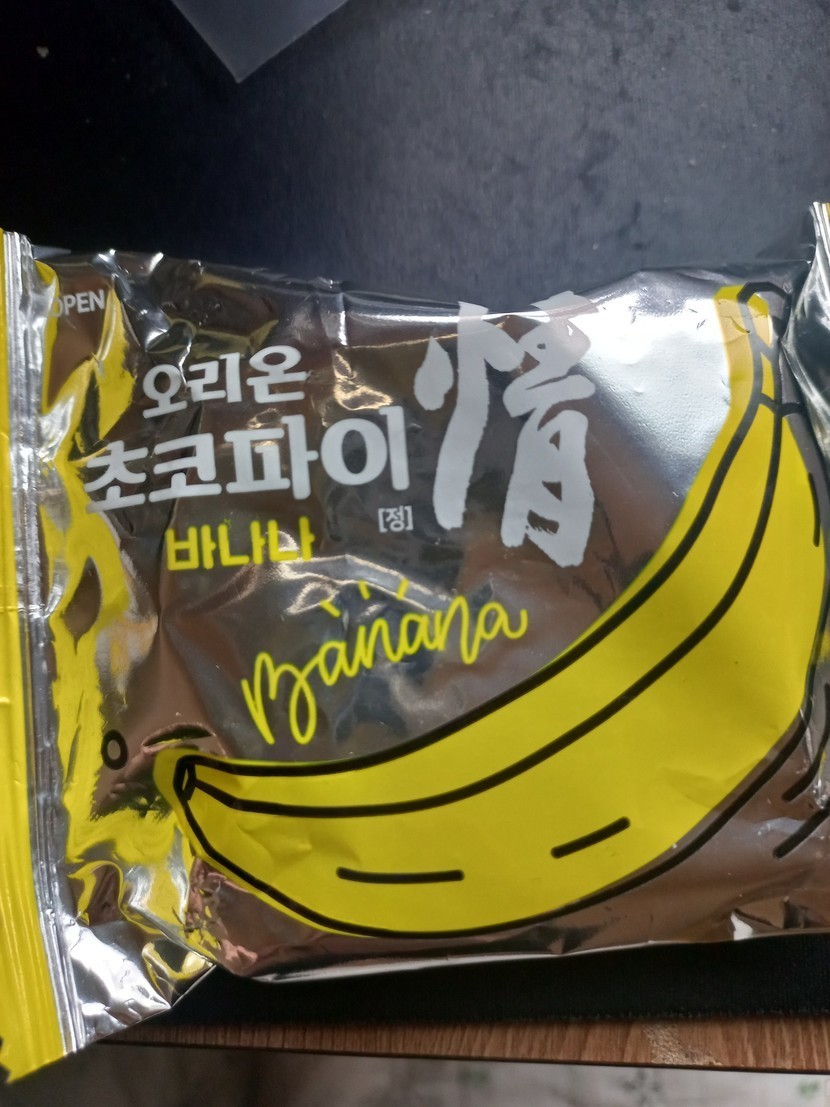 OPEN
오리온
초코파이 情
[정]
바나나
Banana